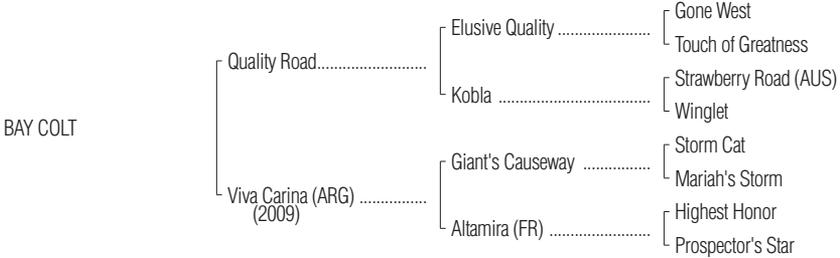 Gone West
Elusive Quality ......................
Touch of Greatness
Quality Road..........................
Strawberry Road (AUS)
Kobla ....................................
Winglet
BAY COLT
Storm Cat
Giant's Causeway ................
Mariah's Storm
Viva Carina (ARG) ................
(2009)
Highest Honor
Altamira (FR) ........................
Prospector's Star